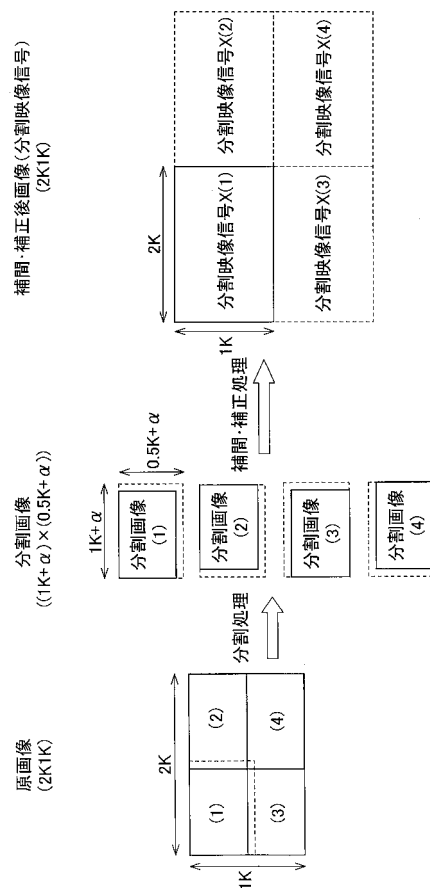 原画像
(2K1K)
2K
1K
(1)
(2)
(3)
(4)
分割処理
分割画像
((1K+α)×(0.5K+α))
1K+α
0.5K+α
分割画像
(1)
分割画像
(2)
分割画像
(3)
分割画像
(4)
補間・補正処理
補間・補正後画像(分割映像信号)
(2K1K)
2K
1K
分割映像信号X(1)
分割映像信号X(2)
分割映像信号X(3)
分割映像信号X(4)